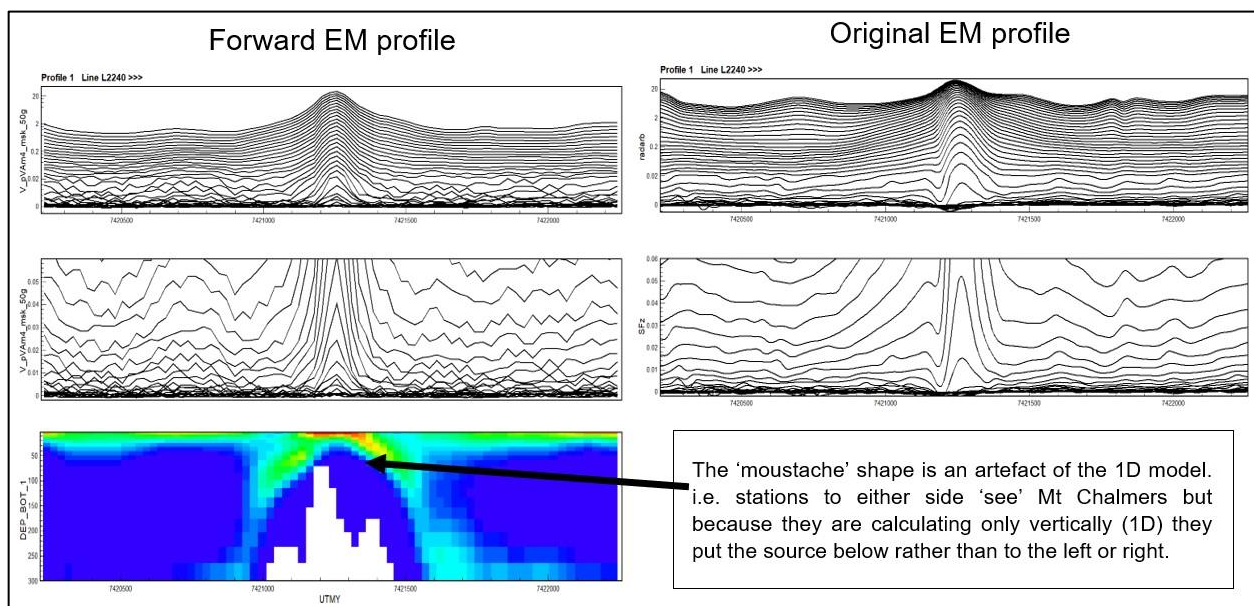 Forward EM profile
Original EM profile
Profile 1 Line L2240 >>>
V_pVAm4_msk_50g
20
2
0.2
0.02
0
7420500 7421000 7421500 7422000
V_pVAm4_msk_50g
0.05
0.04
0.03
0.02
0.01
0
DEP_BOT_1
50
100
150
200
250
300
7420500 7421000 7421500 7422000
UTMY
Profile 1 Line L2240 >>>
radarb
20
2
0.2
0.02
0
7420500 7421000 7421500 7422000
SFz
0.06
0.05
0.04
0.03
0.02
0.01
0
7420500 7421000 7421500 7422000
The ‘moustache’ shape is an artefact of the 1D model.
i.e. stations to either side ‘see’ Mt Chalmers but
because they are calculating only vertically (1D) they
put the source below rather than to the left or right.